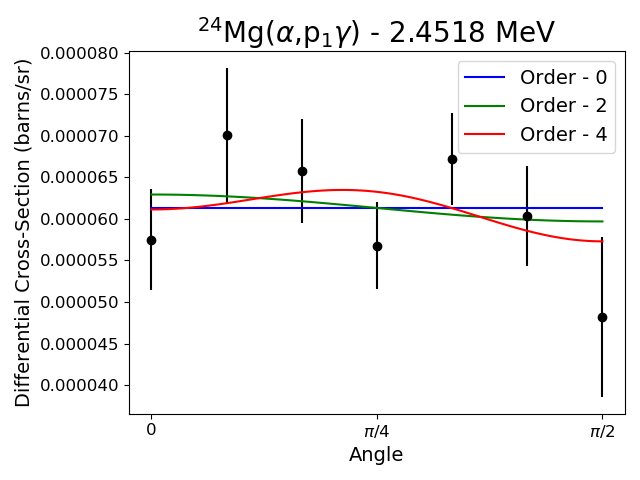 ²⁴Mg(α,p₁γ) - 2.4518 MeV
Differential Cross-Section (barns/sr)
0.000080
0.000075
0.000070
0.000065
0.000060
0.000055
0.000050
0.000045
0.000040
Order - 0
Order - 2
Order - 4
0
π/4
π/2
Angle